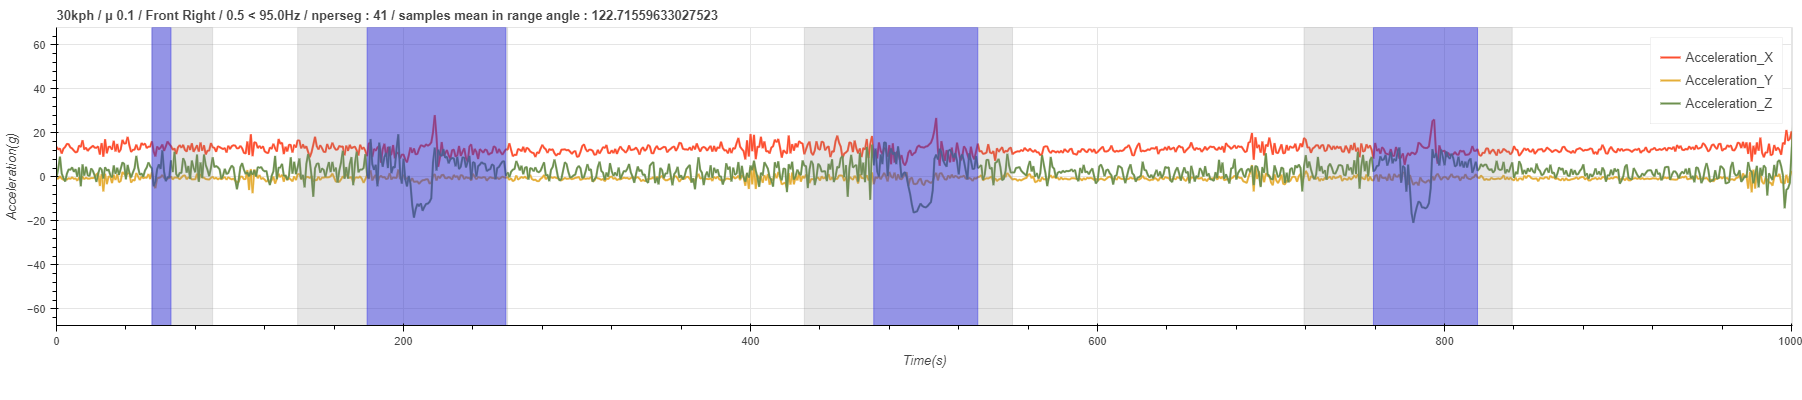 30kph / μ 0.1 / Front Right / 0.5 < 95.0Hz / nperseg : 41 / samples mean in range angle : 122.71559633027523
60
40
20
0
−20
−40
−60
Acceleration(g)
Acceleration_X
Acceleration_Y
Acceleration_Z
0 200 400 600 800 1000
Time(s)